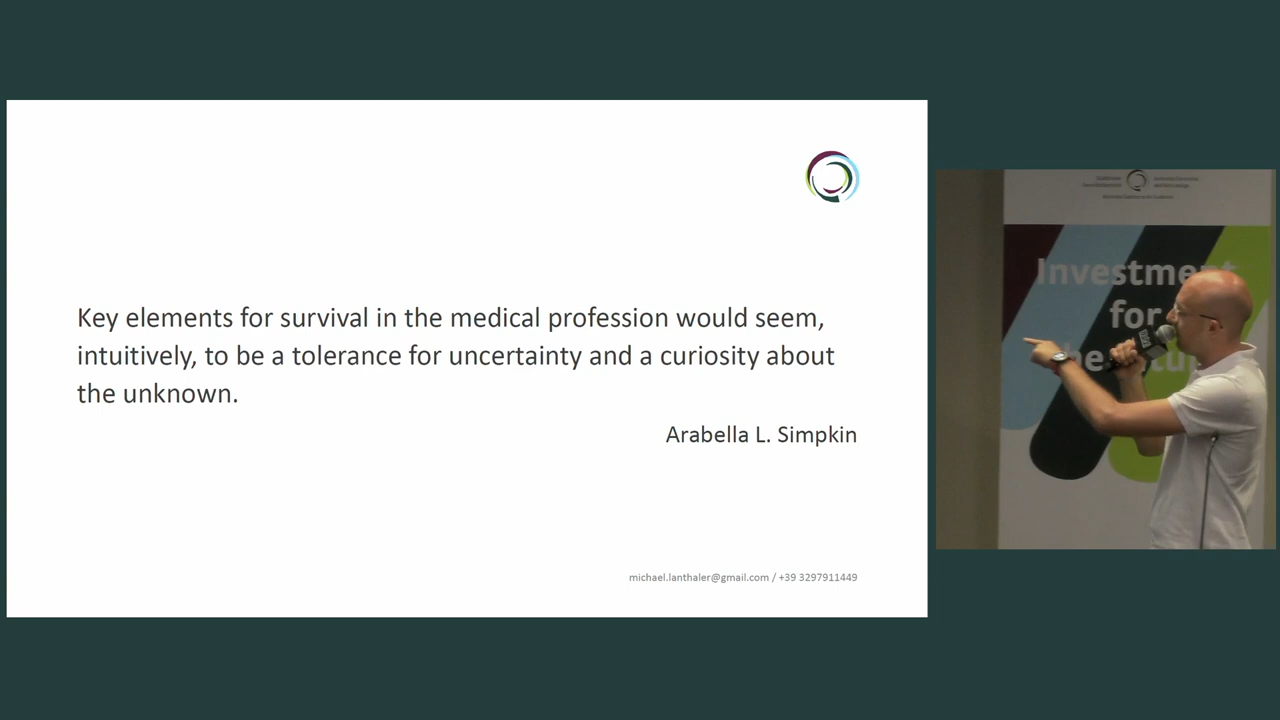 Key elements for survival in the medical profession would seem,
intuitively, to be a tolerance for uncertainty and a curiosity about
the unknown.
Arabella L. Simpkin
michael.lanthaler@gmail.com / +39 3297911449
Investment
for